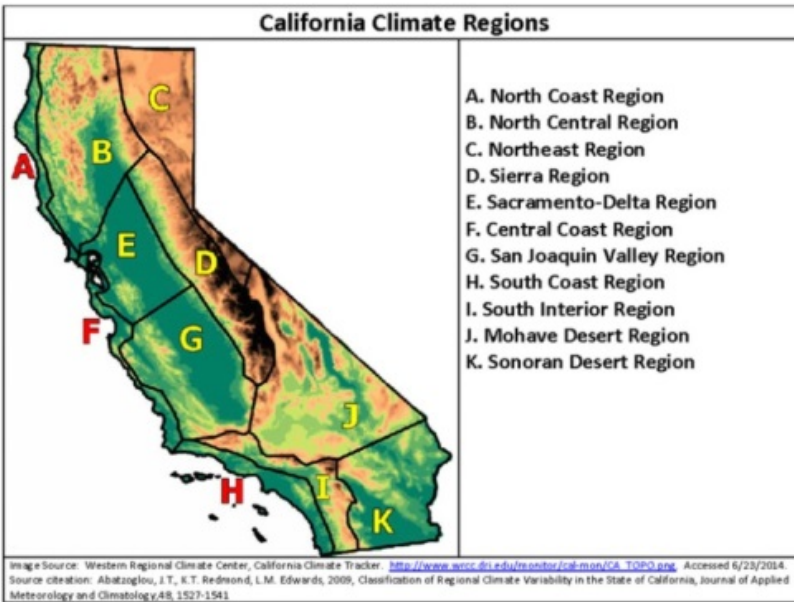 California Climate Regions
A
B
C
D
E
F
G
H
I
J
K
A. North Coast Region
B. North Central Region
C. Northeast Region
D. Sierra Region
E. Sacramento-Delta Region
F. Central Coast Region
G. San Joaquin Valley Region
H. South Coast Region
I. South Interior Region
J. Mohave Desert Region
K. Sonoran Desert Region
Image Source: Western Regional Climate Center, California Climate Tracker. http://www.wrcc.dri.edu/monitor/cal-mon/CA_TOPO.png. Accessed 6/23/2014.
Source citation: Abatzoglou, J.T., K.T. Redmond, L.M. Edwards, 2009, Classification of Regional Climate Variability in the State of California, Journal of Applied
Meteorology and Climatology,48, 1527-1541